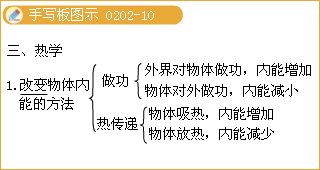 手写板图示 0202-10
三、热学
1.改变物体内能的方法
做功
外界对物体做功，内能增加
物体对外做功，内能减小
热传递
物体吸热，内能增加
物体放热，内能减少